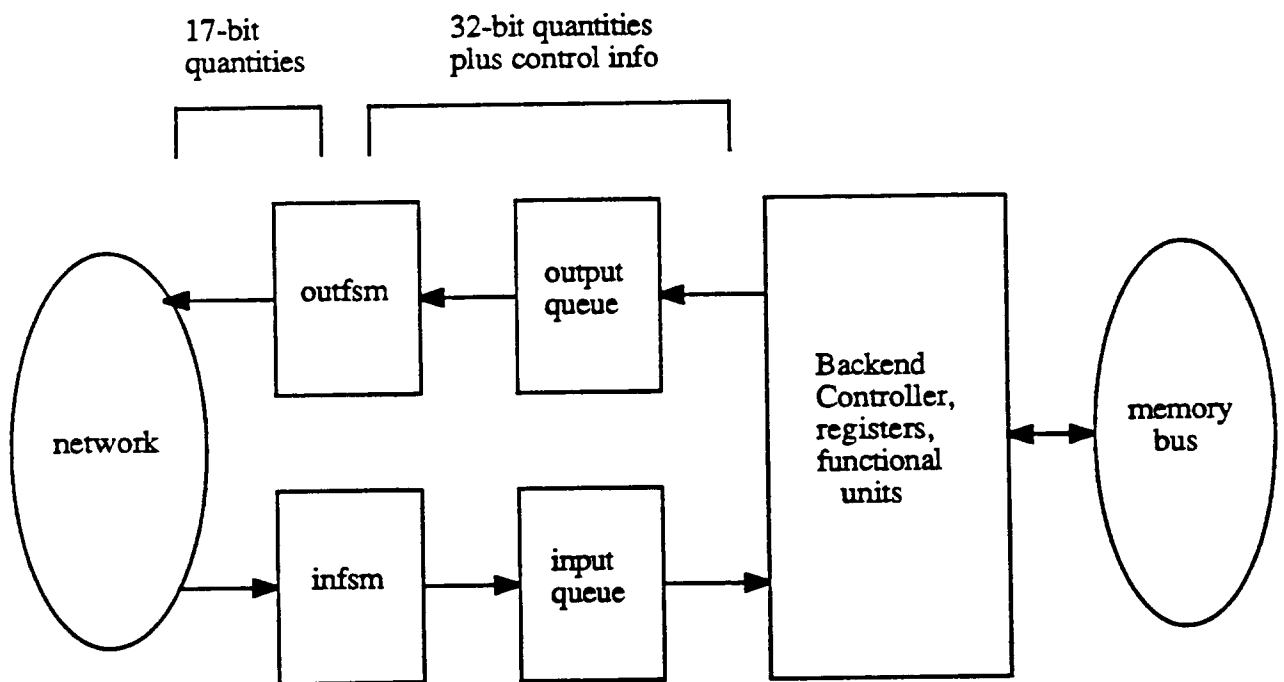 17-bit
quantities
32-bit quantities
plus control info
outfsm
output
queue
network
Backend
Controller,
registers,
functional
units
memory
bus
infsm
input
queue